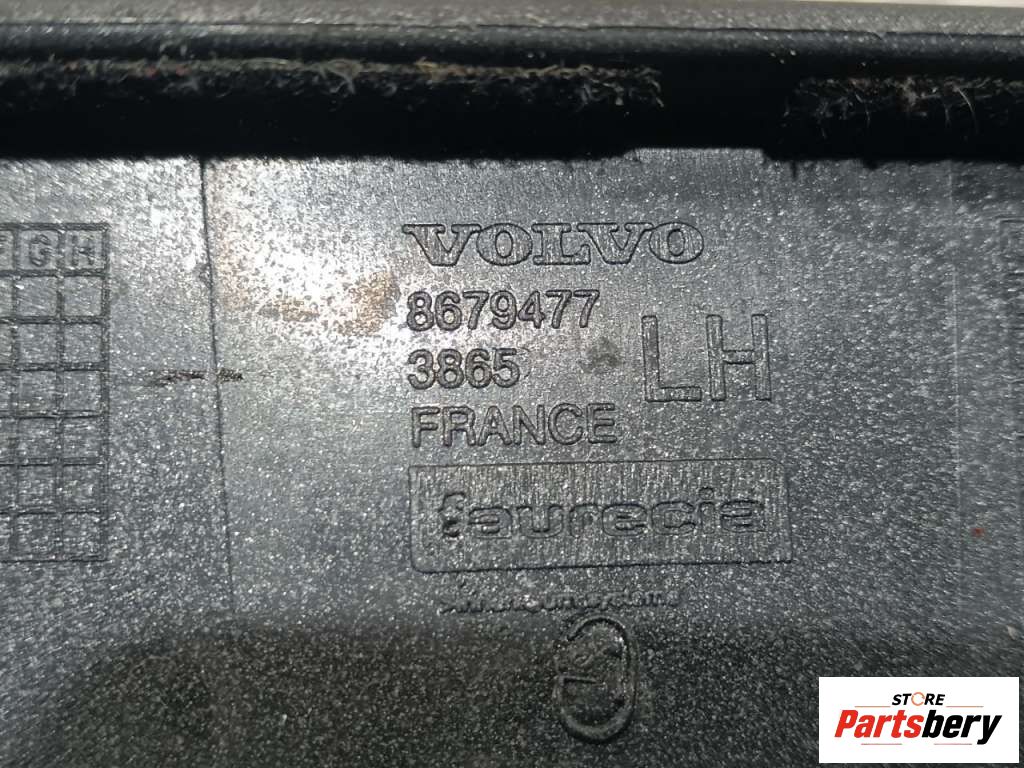 VOLVO
8679477
3865
LH
FRANCE
faurecia
G H
STORE
Partsbery